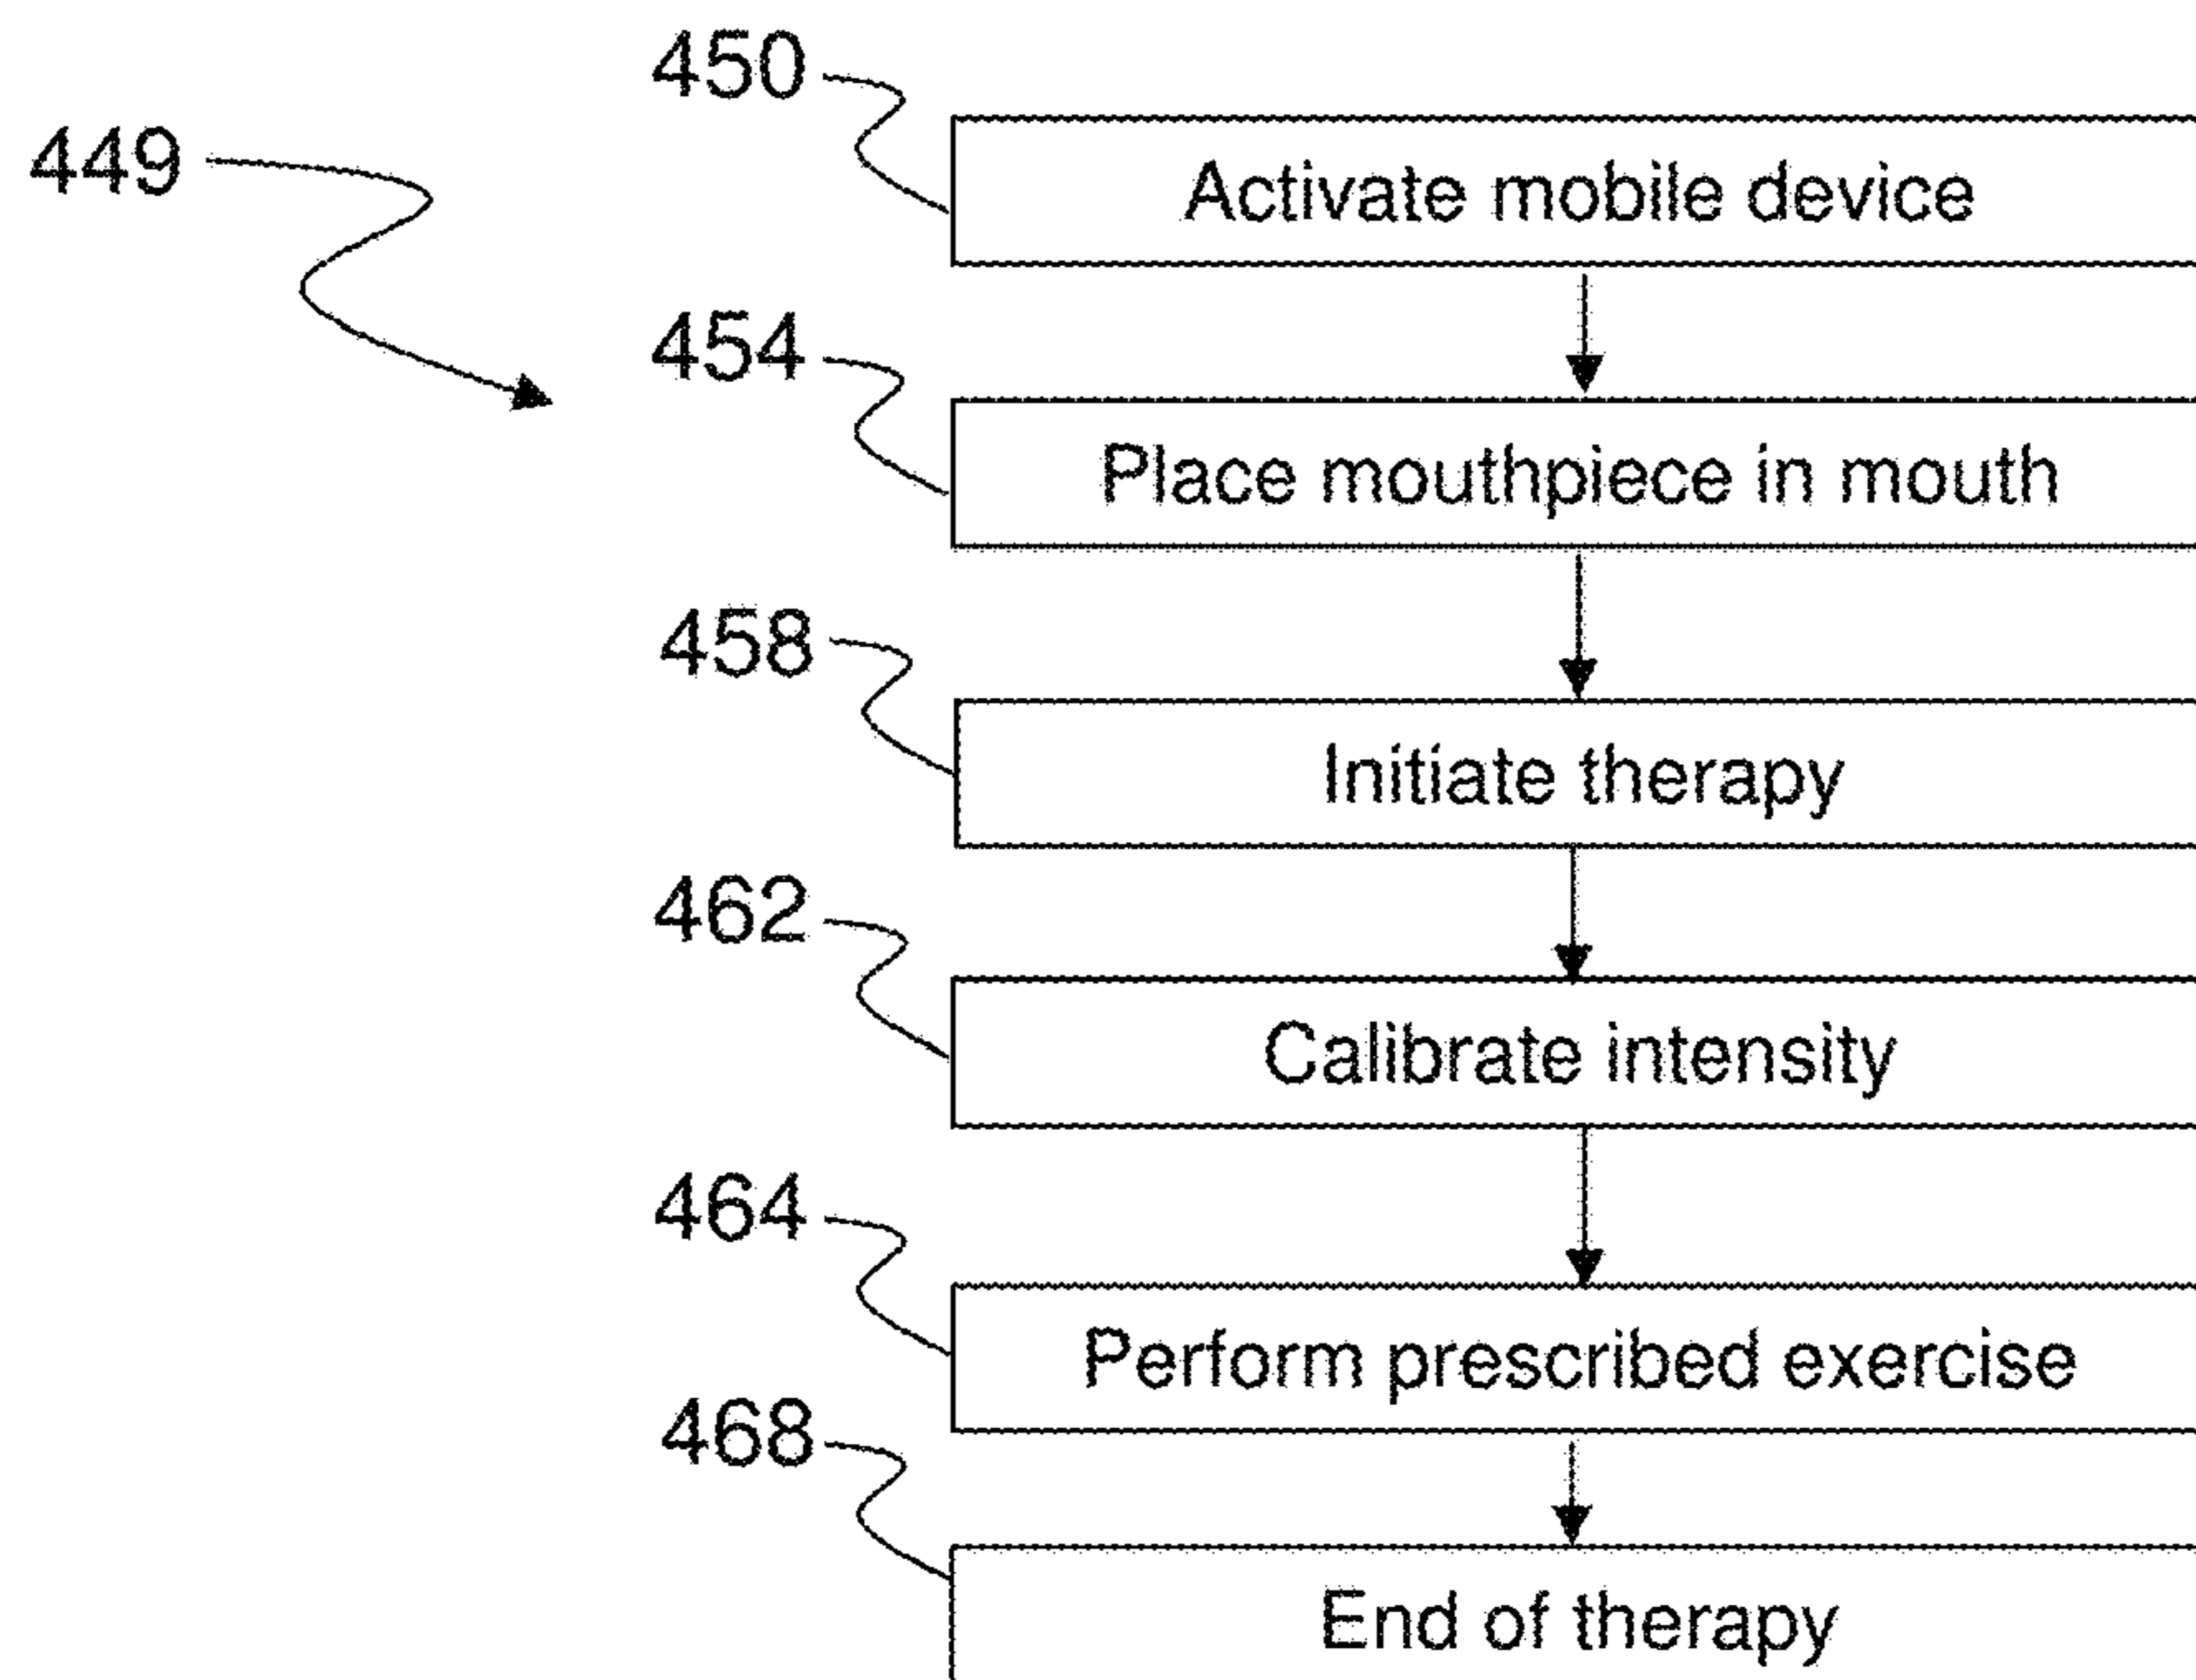 450
Activate mobile device
449
454
Place mouthpiece in mouth
458
Initiate therapy
462
Calibrate intensity
464
Perform prescribed exercise
468
End of therapy